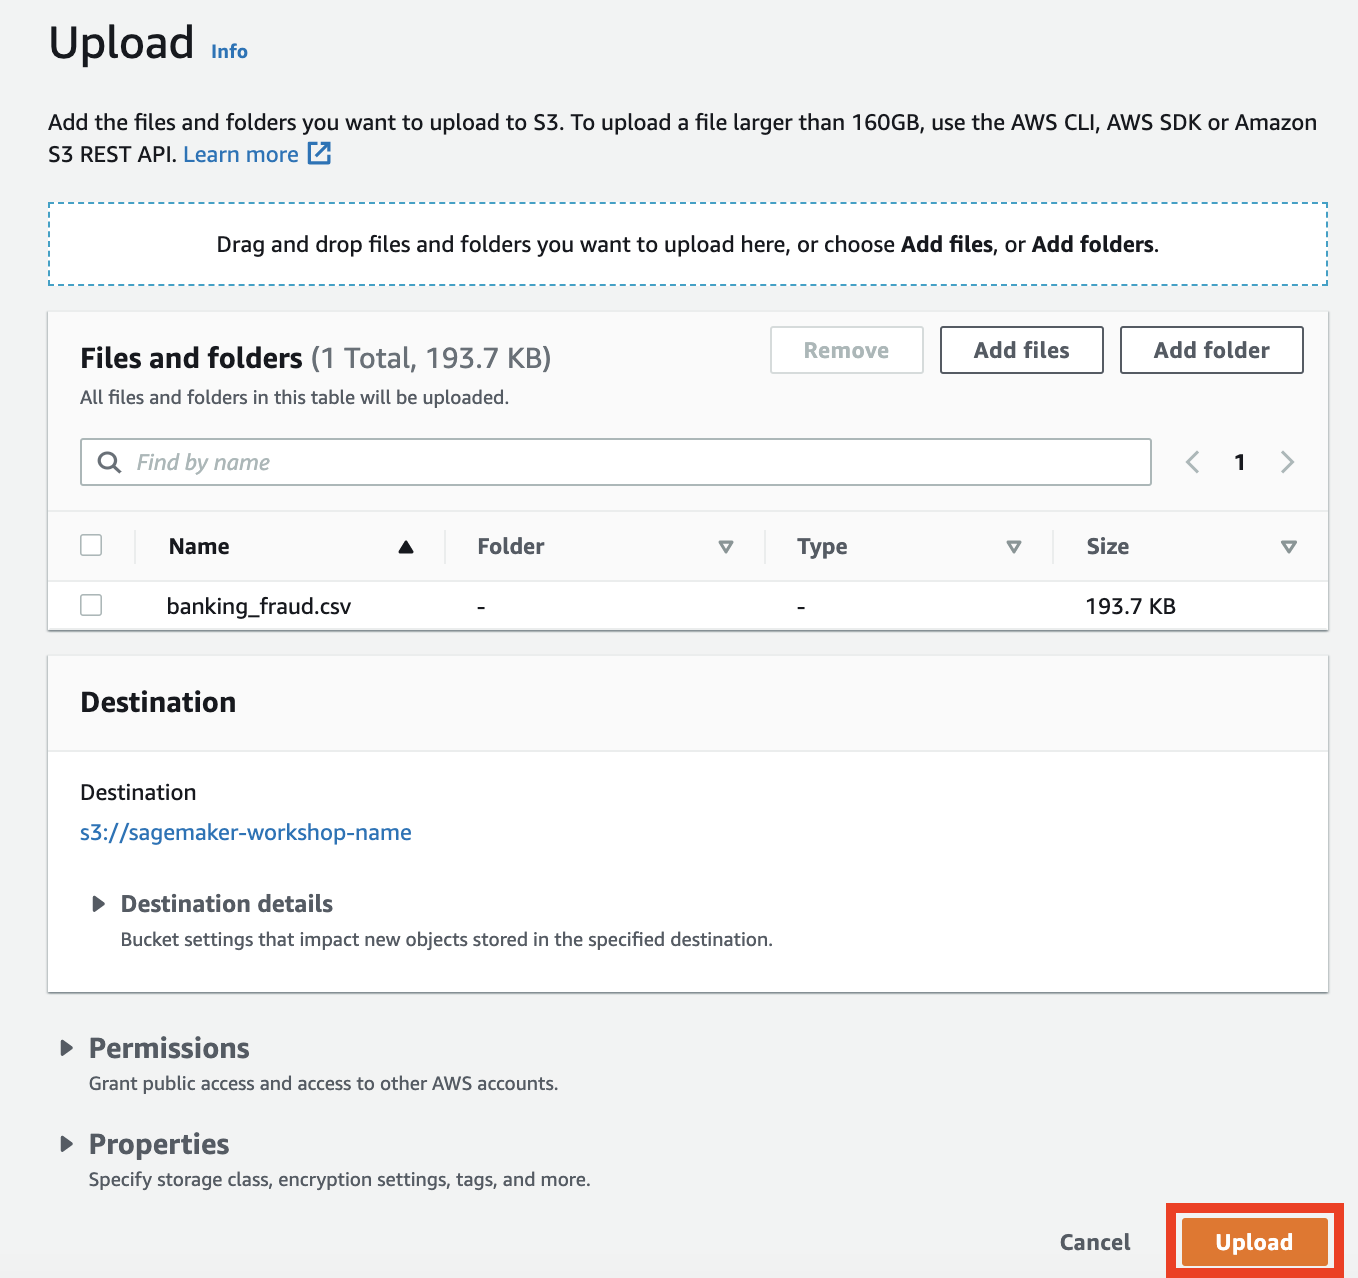 Upload Info
Add the files and folders you want to upload to S3. To upload a file larger than 160GB, use the AWS CLI, AWS SDK or Amazon
S3 REST API. Learn more
Drag and drop files and folders you want to upload here, or choose Add files, or Add folders.
Files and folders (1 Total, 193.7 KB)
Remove
Add files
Add folder
All files and folders in this table will be uploaded.
Find by name
1
Name Folder Type Size
banking_fraud.csv - - 193.7 KB
Destination
Destination
s3://sagemaker-workshop-name
Destination details
Bucket settings that impact new objects stored in the specified destination.
Permissions
Grant public access and access to other AWS accounts.
Properties
Specify storage class, encryption settings, tags, and more.
Cancel
Upload